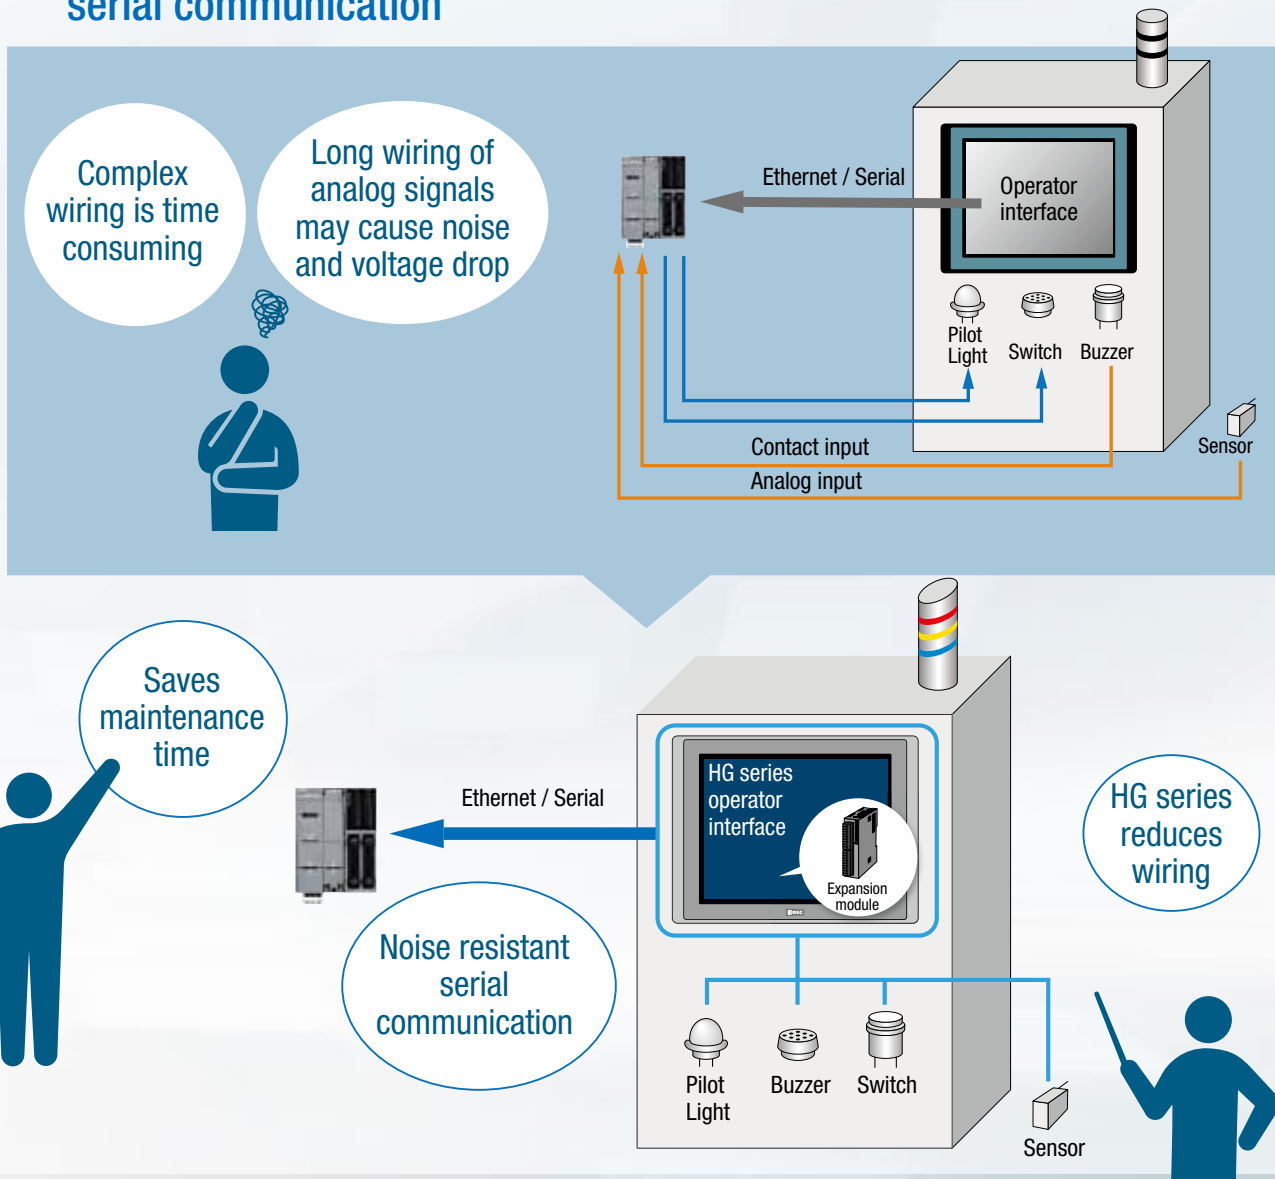 serial communication
Complex
wiring is time
consuming
Long wiring of
analog signals
may cause noise
and voltage drop
Ethernet / Serial
Operator
interface
Pilot
Light
Switch
Buzzer
Contact input
Analog input
Sensor
Saves
maintenance
time
Ethernet / Serial
HG series
operator
interface
Expansion
module
HG series
reduces
wiring
Noise resistant
serial
communication
Pilot
Light
Buzzer
Switch
Sensor